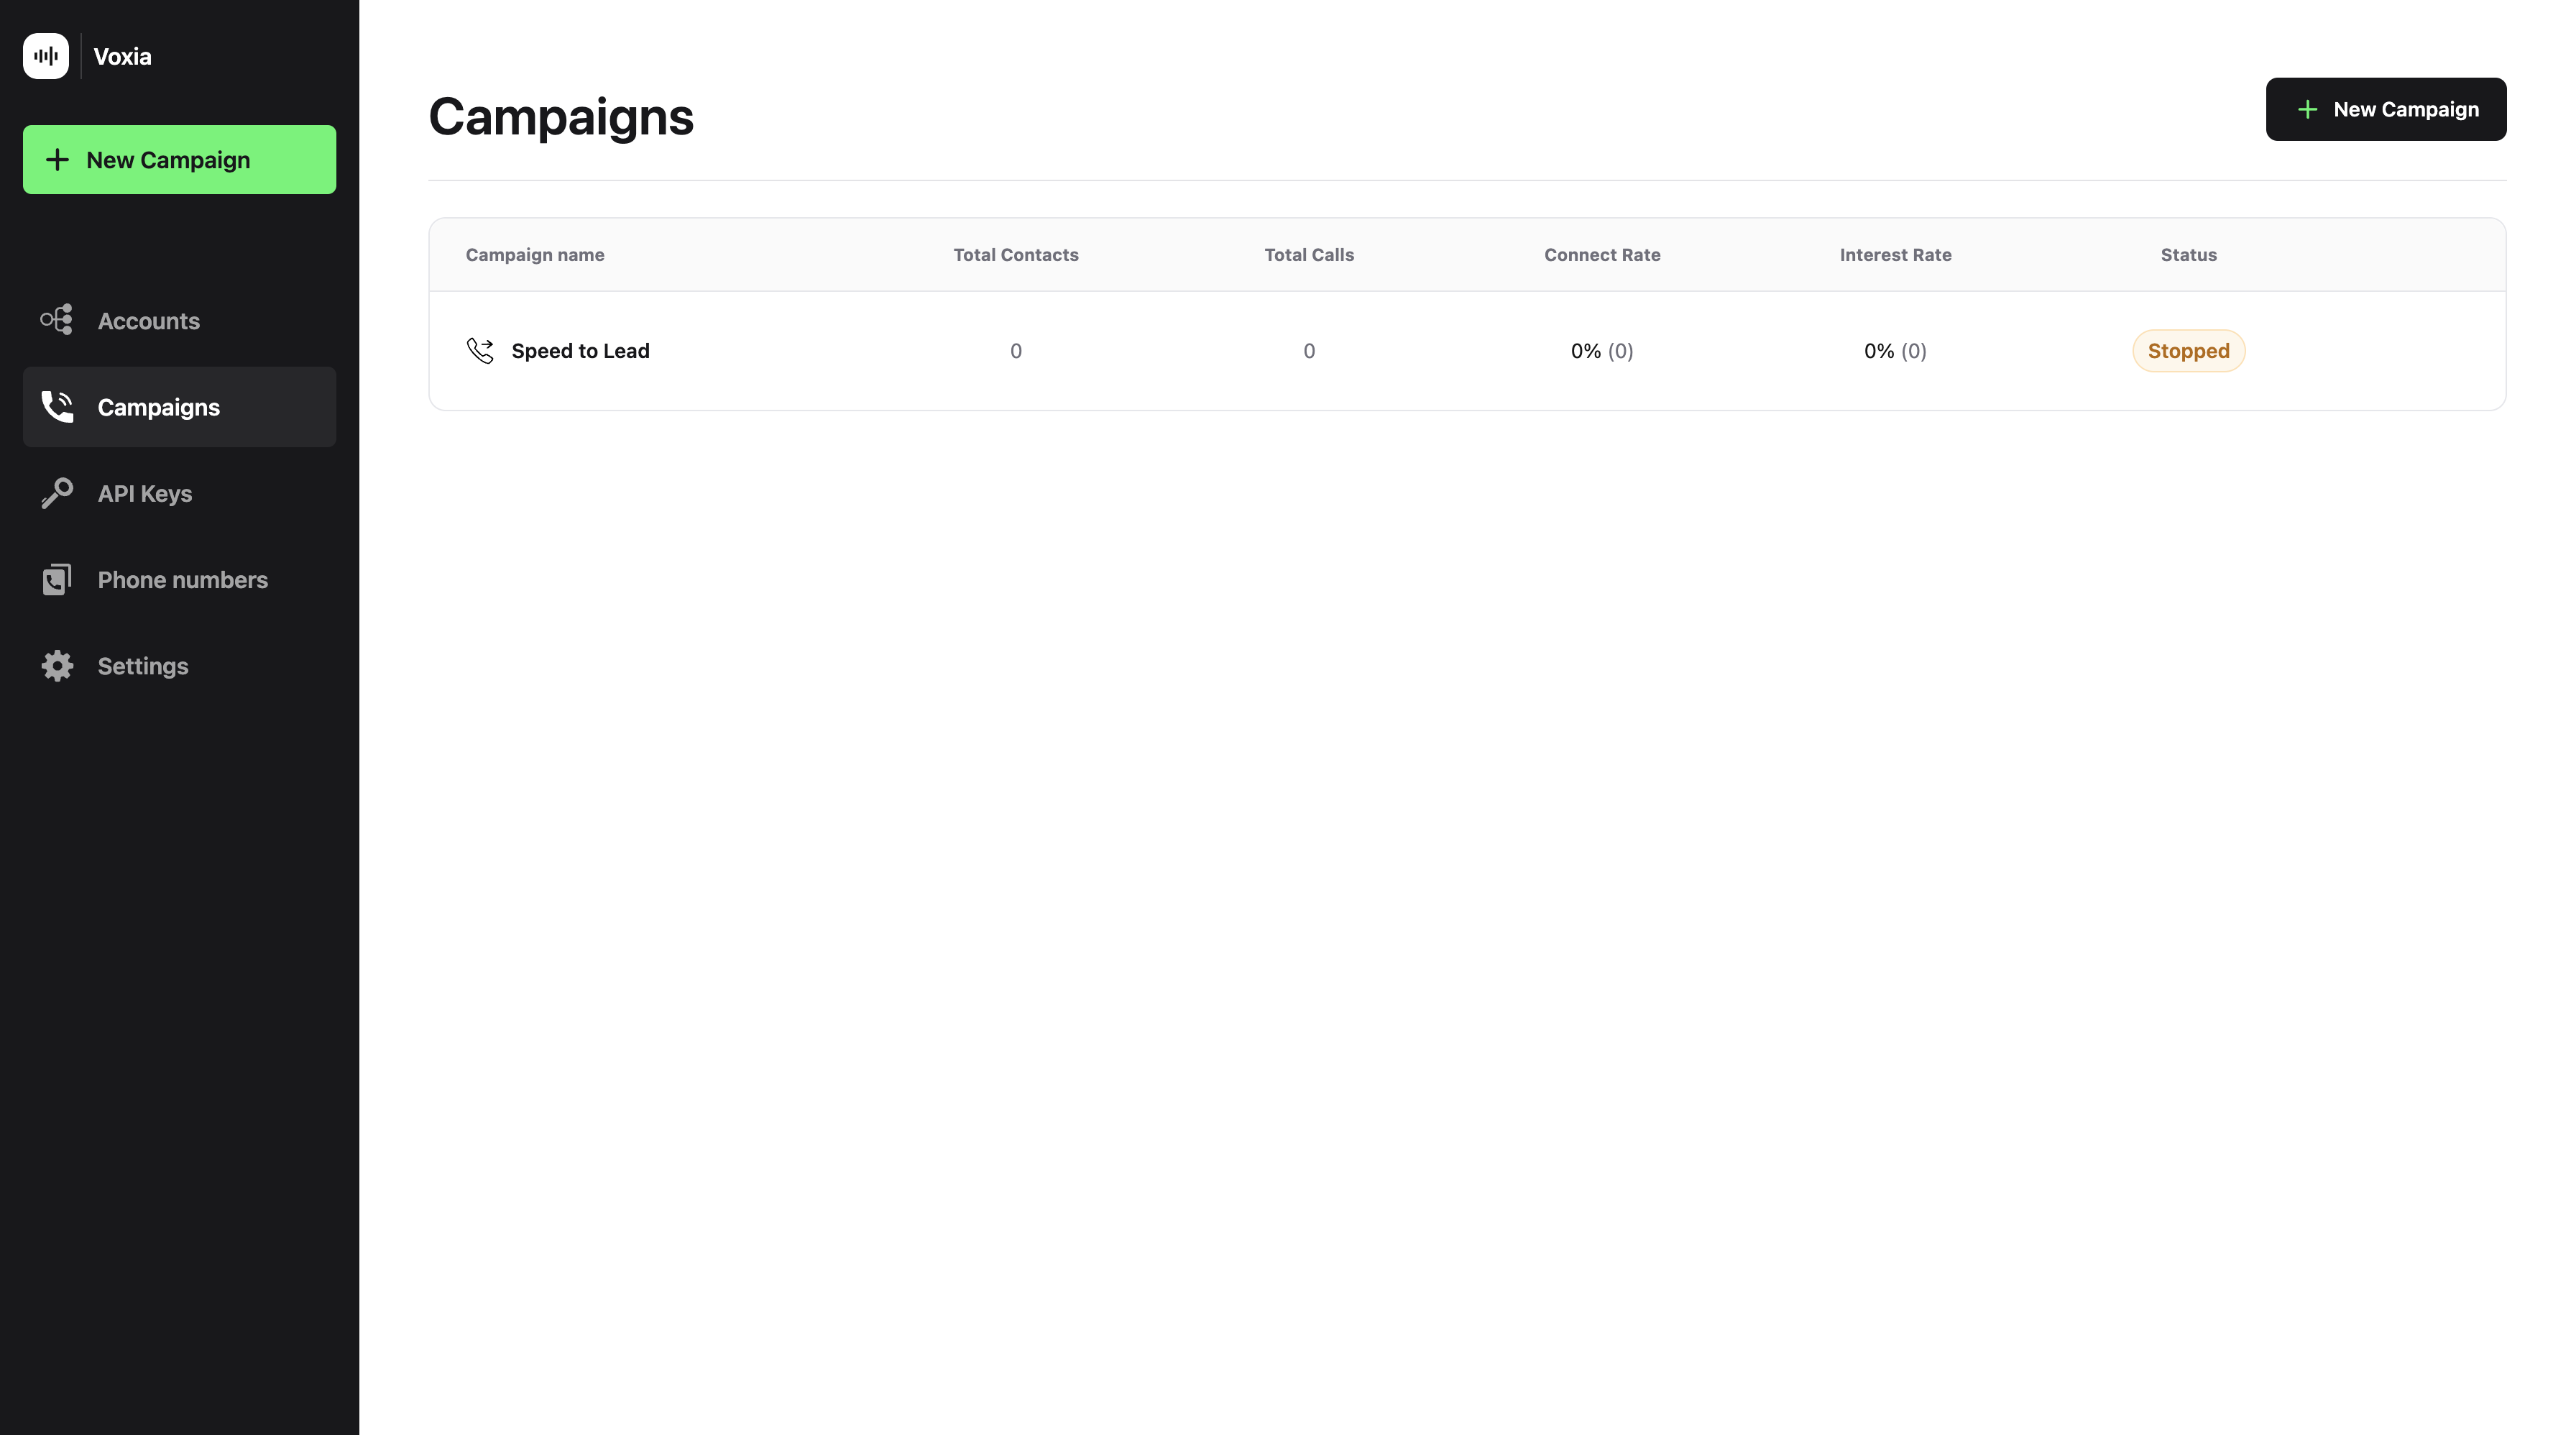 Voxia
New Campaign
Accounts
Campaigns
API Keys
Phone numbers
Settings
Campaigns
New Campaign
Campaign name Total Contacts Total Calls Connect Rate Interest Rate Status
Speed to Lead 0 0 0% (0) 0% (0) Stopped